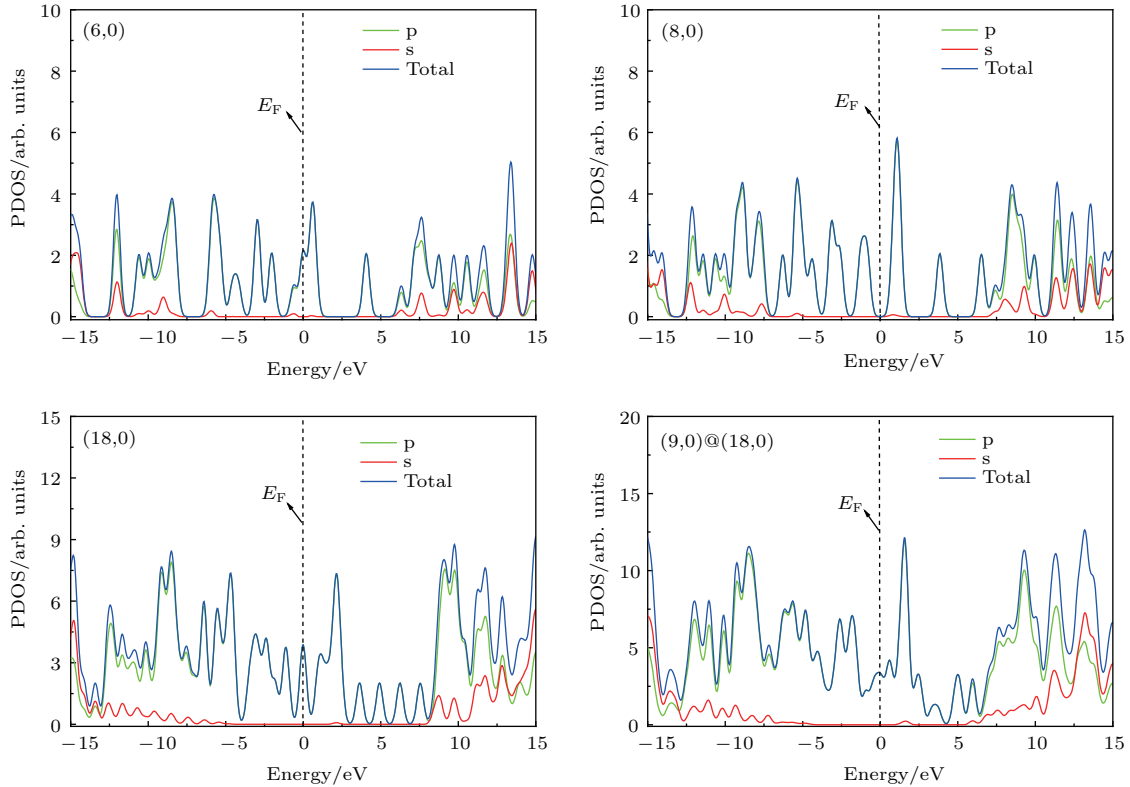 10
8
6
4
2
0
PDOS/arb. units
(6,0)
p
s
Total
E_F
−15 −10 −5 0 5 10 15
Energy/eV
10
8
6
4
2
0
PDOS/arb. units
(8,0)
p
s
Total
E_F
−15 −10 −5 0 5 10 15
Energy/eV
15
12
9
6
3
0
PDOS/arb. units
(18,0)
p
s
Total
E_F
−15 −10 −5 0 5 10 15
Energy/eV
20
15
10
5
0
PDOS/arb. units
(9,0)@(18,0)
p
s
Total
E_F
−15 −10 −5 0 5 10 15
Energy/eV